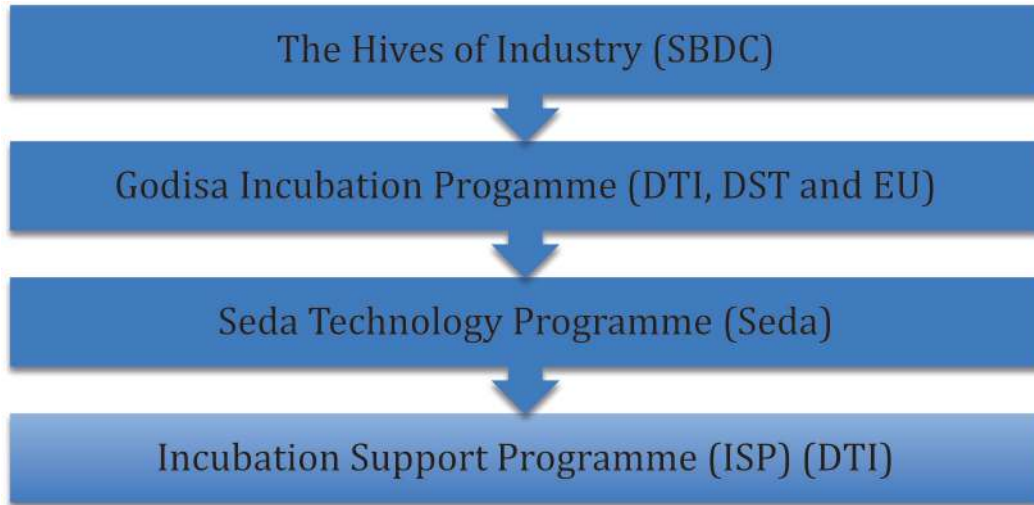 The Hives of Industry (SBDC)
Godisa Incubation Progamme (DTI, DST and EU)
Seda Technology Programme (Seda)
Incubation Support Programme (ISP) (DTI)